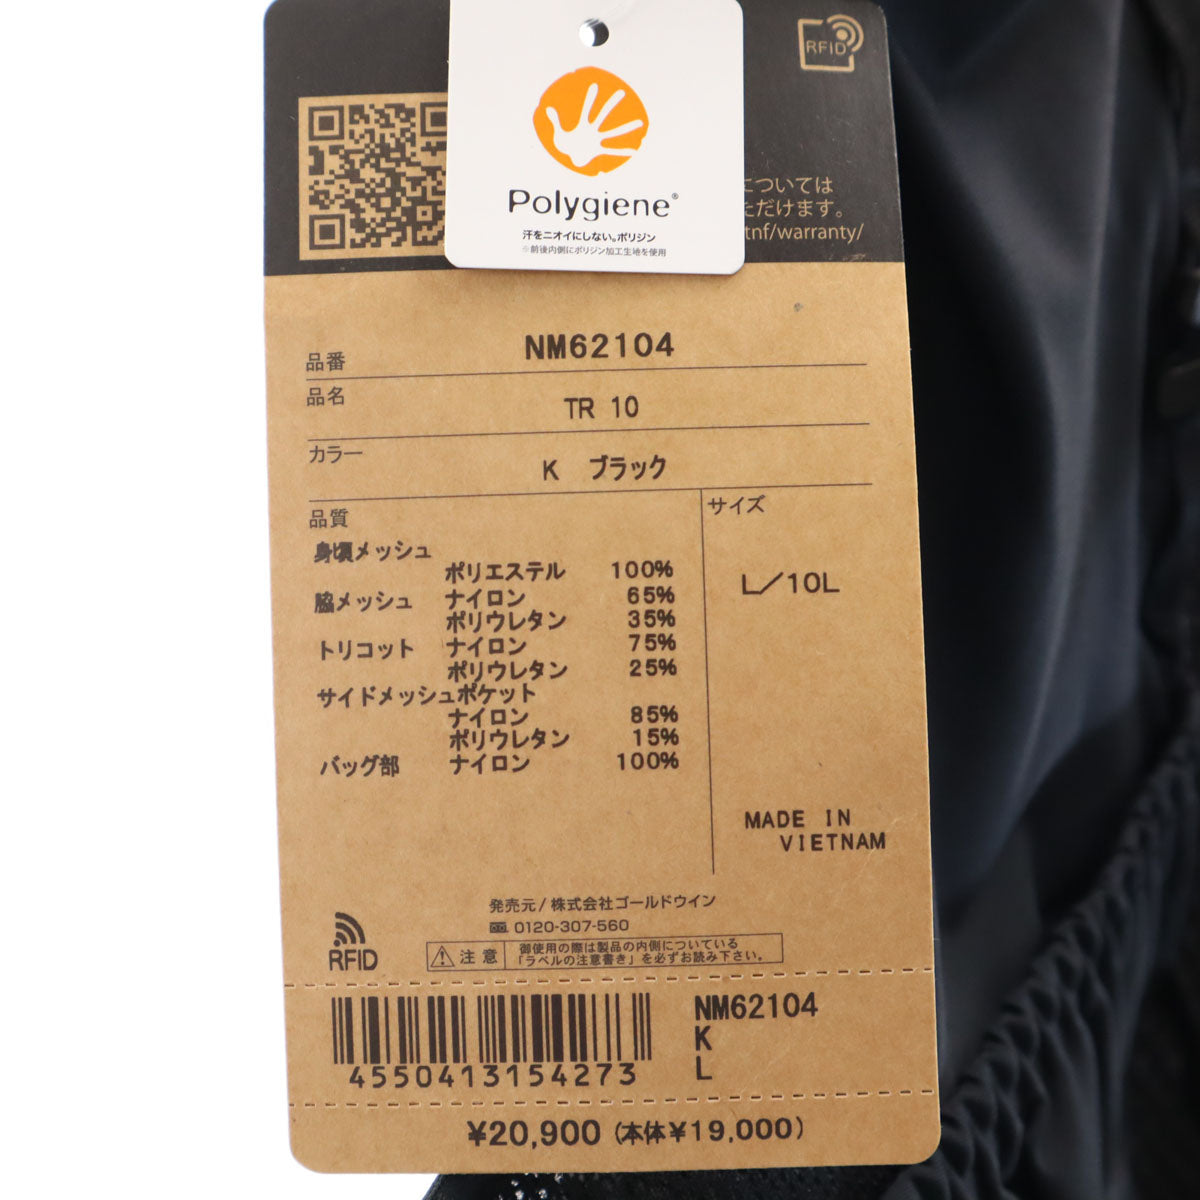 RFID
Polygiene®
汗をニオイにしない。ポリジン
※前後内側にポリジン加工生地を使用
については
ただけます。
tnf/warranty/
品番 NM62104
品名 TR 10
カラー K ブラック
品質
身頃メッシュ
ポリエステル 100%
脇メッシュ ナイロン 65%
ポリウレタン 35%
トリコット ナイロン 75%
ポリウレタン 25%
サイドメッシュポケット
ナイロン 85%
ポリウレタン 15%
バッグ部 ナイロン 100%
サイズ
L/10L
MADE IN
VIETNAM
発売元/株式会社ゴールドウイン
0120-307-560
RFID
注意
御使用の際は製品の内側についている
「ラベルの注意書き」を必ずお読み下さい。
4550413154273
NM62104
K
L
¥20,900 (本体¥19,000)